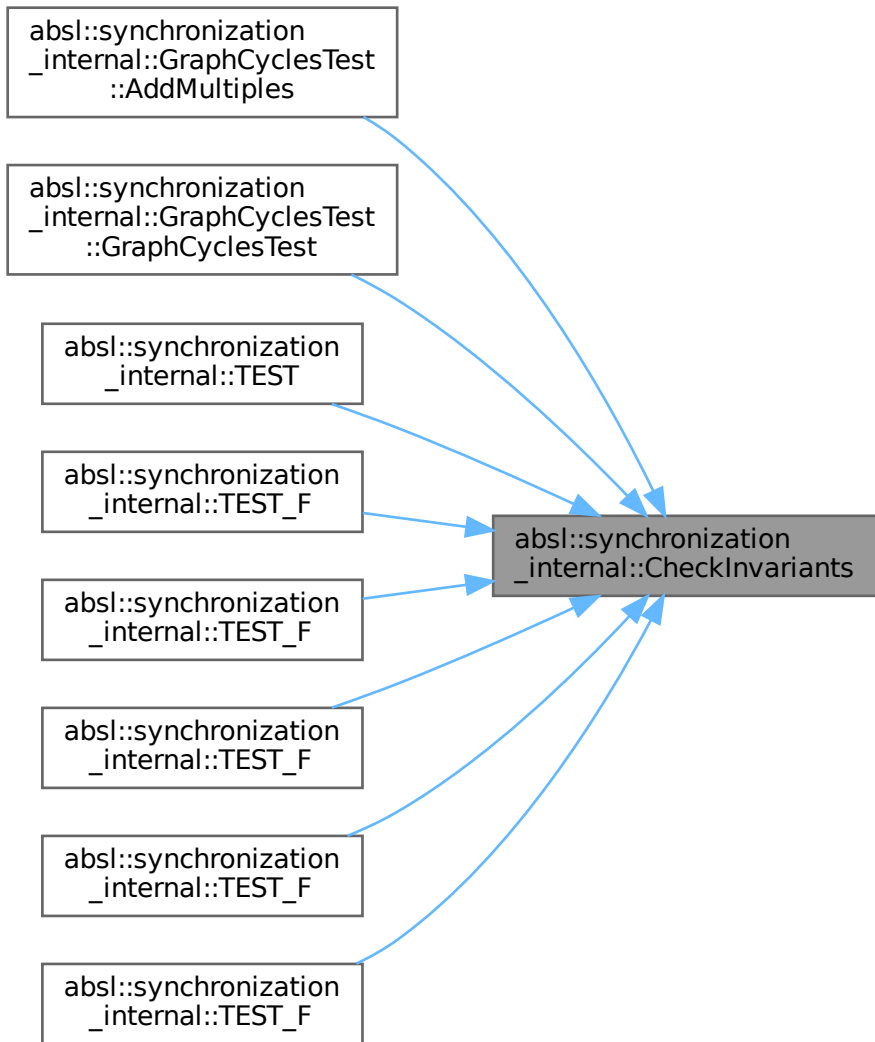 absl::synchronization
_internal::GraphCyclesTest
::AddMultiples
absl::synchronization
_internal::GraphCyclesTest
::GraphCyclesTest
absl::synchronization
_internal::TEST
absl::synchronization
_internal::TEST_F
absl::synchronization
_internal::CheckInvariants
absl::synchronization
_internal::TEST_F
absl::synchronization
_internal::TEST_F
absl::synchronization
_internal::TEST_F
absl::synchronization
_internal::TEST_F